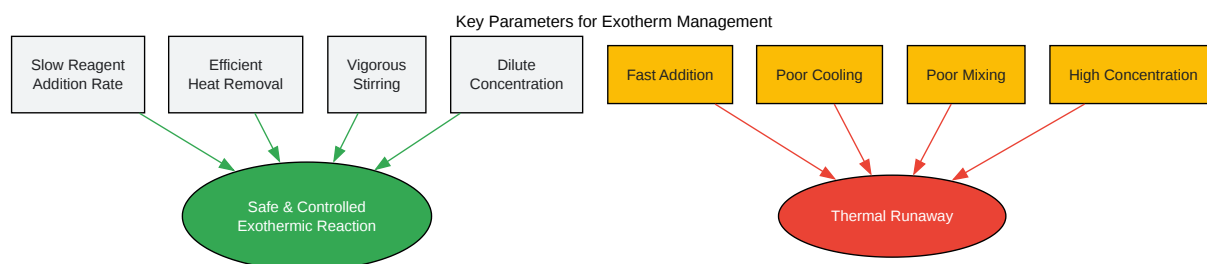 Key Parameters for Exotherm Management
Slow Reagent
Addition Rate
Efficient
Heat Removal
Vigorous
Stirring
Dilute
Concentration
Fast Addition
Poor Cooling
Poor Mixing
High Concentration
Safe & Controlled
Exothermic Reaction
Thermal Runaway